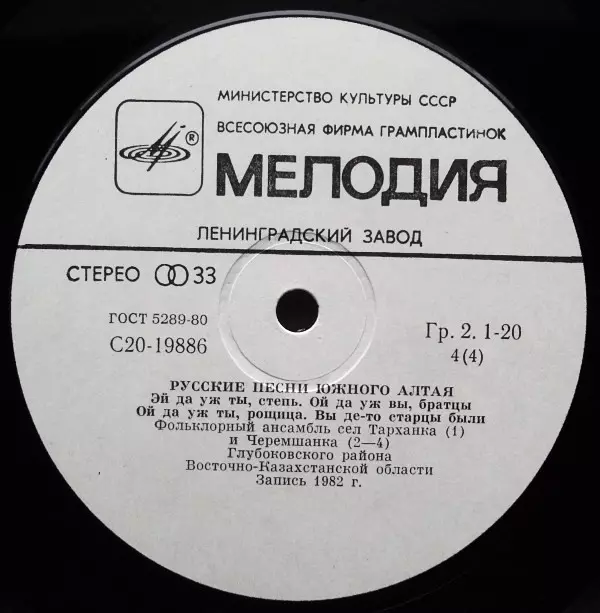 МИНИСТЕРСТВО КУЛЬТУРЫ СССР
ВСЕСОЮЗНАЯ ФИРМА ГРАМПЛАСТИНОК
®
МЕЛОДИЯ
ЛЕНИНГРАДСКИЙ ЗАВОД
СТЕРЕО 33
ГОСТ 5289-80
С20-19886
Гр. 2. 1-20
4(4)
РУССКИЕ ПЕСНИ ЮЖНОГО АЛТАЯ
Эй да уж ты, степь. Ой да уж вы, братцы
Ой да уж ты, рощица. Вы де-то старцы были
Фольклорный ансамбль сел Тарханка (1)
и Черемшанка (2—4)
Глубоковского района
Восточно-Казахстанской области
Запись 1982 г.